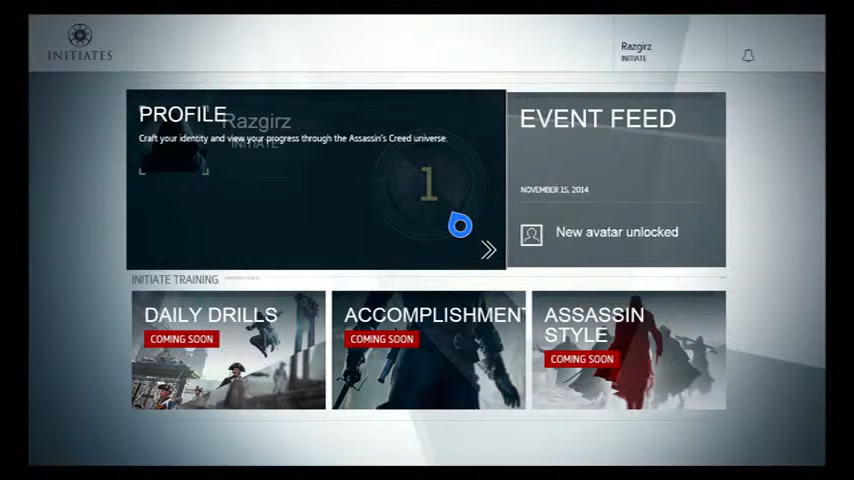 INITIATES
Razgirz
INITIATE
PROFILE
Razgirz
Craft your identity and view your progress through the Assassin's Creed universe.
INITIATE
1
EVENT FEED
NOVEMBER 15, 2014
New avatar unlocked
INITIATE TRAINING
DAILY DRILLS
COMING SOON
ACCOMPLISHMENT
COMING SOON
ASSASSIN
STYLE
COMING SOON